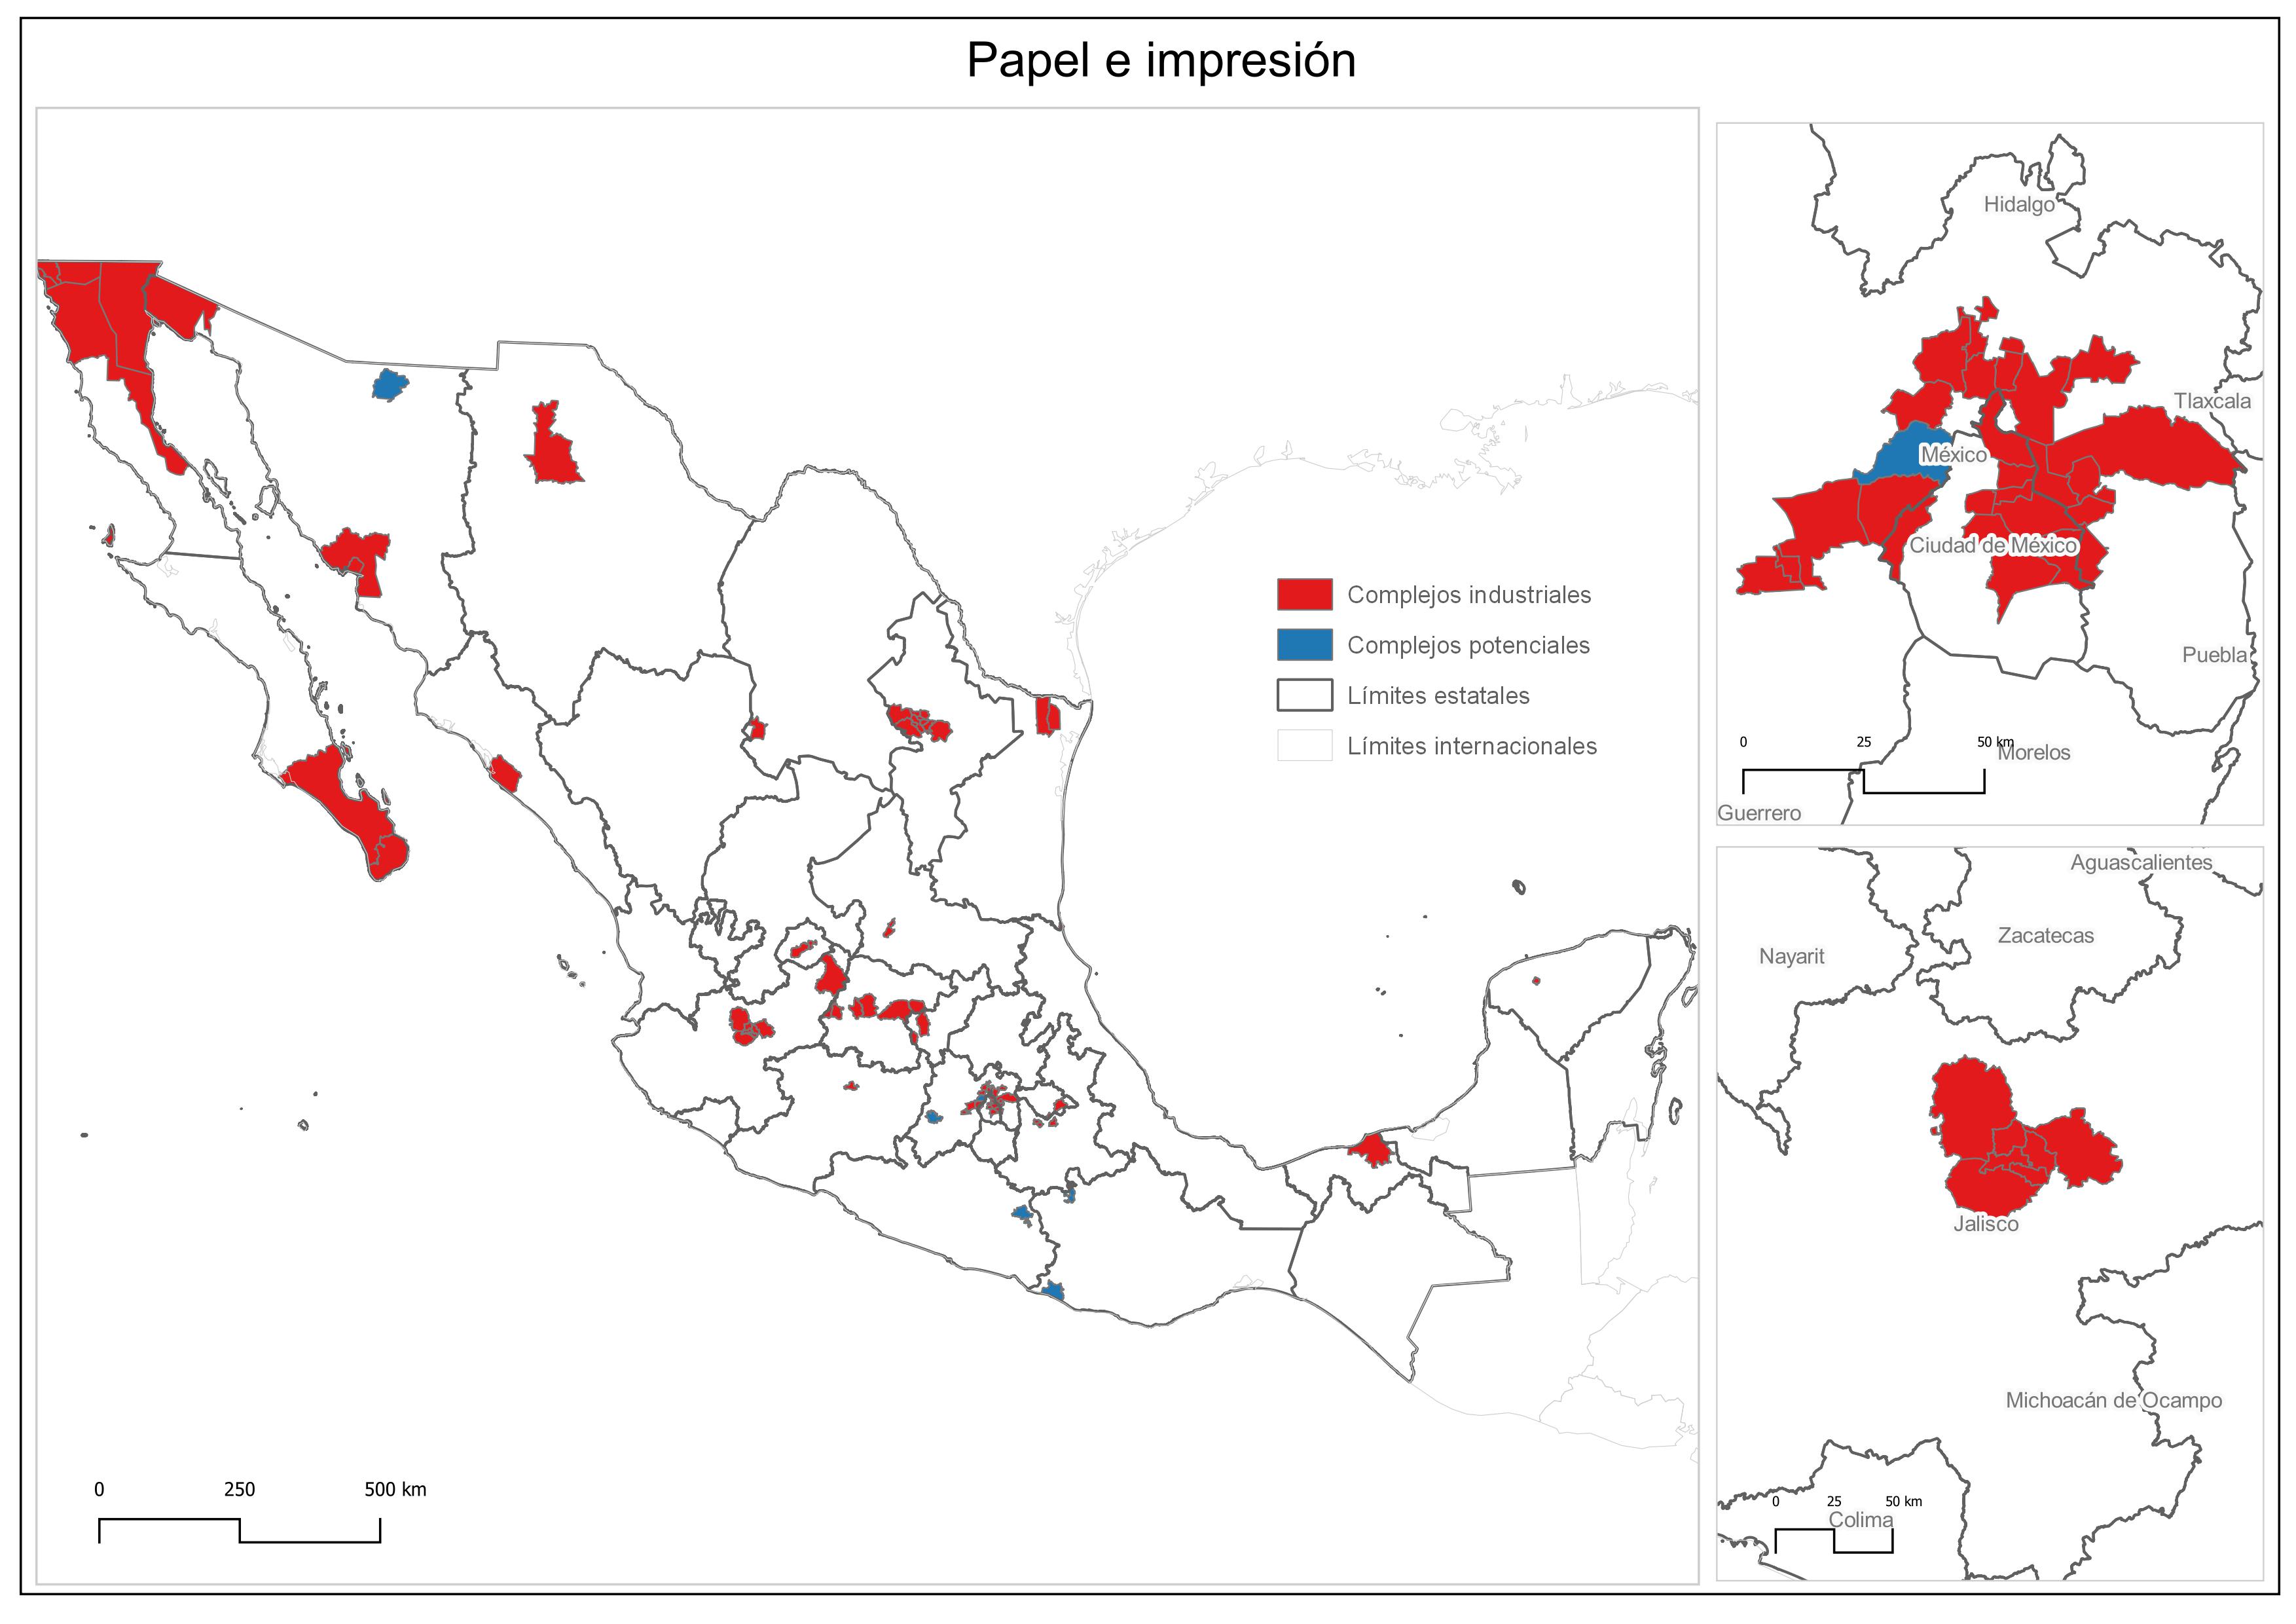 Papel e impresión
Complejos industriales
Complejos potenciales
Límites estatales
Límites internacionales
0 250 500 km
Hidalgo
Tlaxcala
México
Ciudad de México
Puebla
0 25 50 km
Morelos
Guerrero
Aguascalientes
Zacatecas
Nayarit
Jalisco
Michoacán de Ocampo
0 25 50 km
Colima